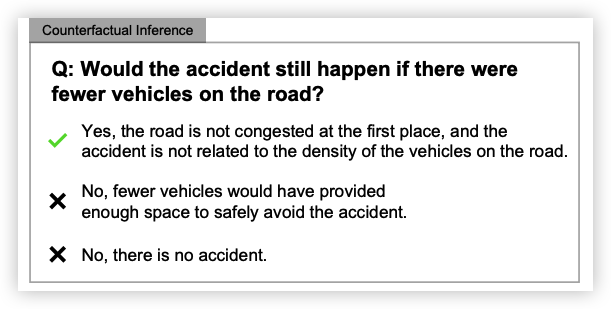 Counterfactual Inference
Q: Would the accident still happen if there were
fewer vehicles on the road?
Yes, the road is not congested at the first place, and the
accident is not related to the density of the vehicles on the road.
No, fewer vehicles would have provided
enough space to safely avoid the accident.
No, there is no accident.